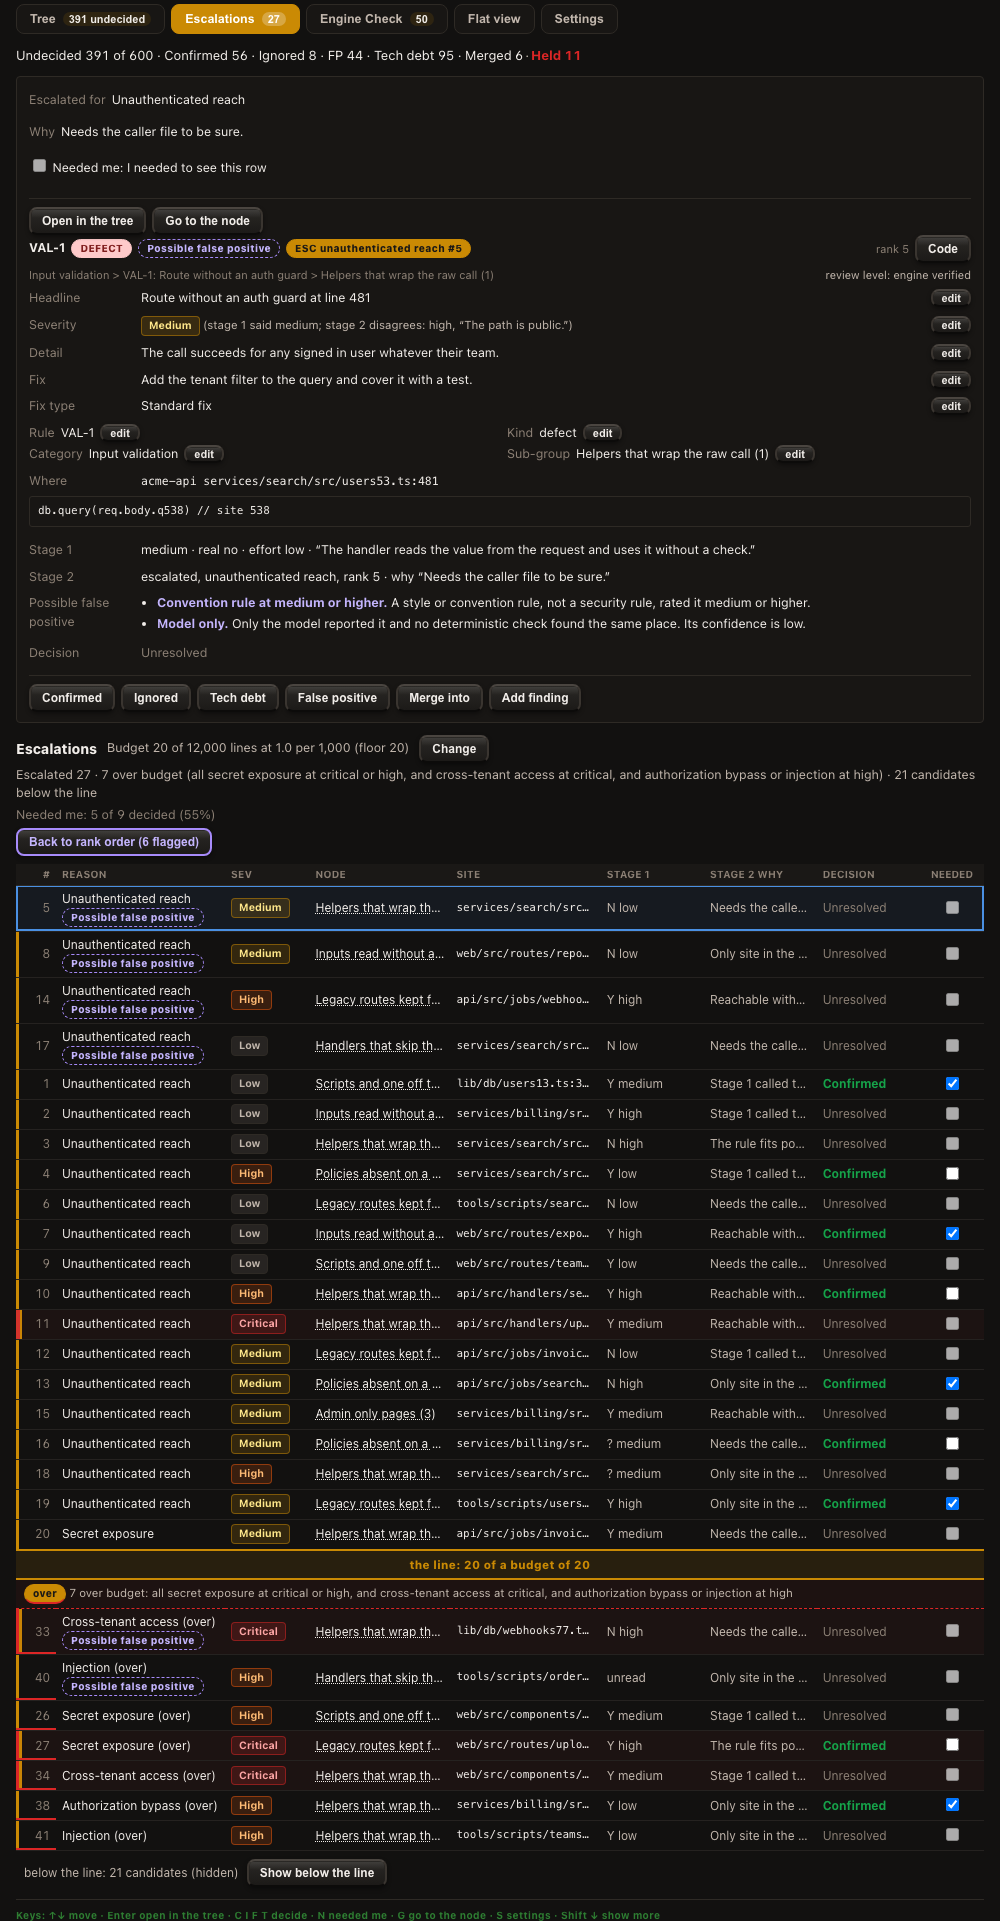 Tree 391 undecided Escalations 27 Engine Check 50 Flat view Settings
Undecided 391 of 600 · Confirmed 56 · Ignored 8 · FP 44 · Tech debt 95 · Merged 6 · Held 11
Escalated for Unauthenticated reach
Why Needs the caller file to be sure.
Needed me: I needed to see this row
Open in the tree Go to the node
VAL-1 DEFECT Possible false positive ESC unauthenticated reach #5 rank 5 Code
Input validation > VAL-1: Route without an auth guard > Helpers that wrap the raw call (1) review level: engine verified
Headline Route without an auth guard at line 481 edit
Severity Medium (stage 1 said medium; stage 2 disagrees: high, “The path is public.”) edit
Detail The call succeeds for any signed in user whatever their team. edit
Fix Add the tenant filter to the query and cover it with a test. edit
Fix type Standard fix edit
Rule VAL-1 edit Kind defect edit
Category Input validation edit Sub-group Helpers that wrap the raw call (1) edit
Where acme-api services/search/src/users53.ts:481
db.query(req.body.q538) // site 538
Stage 1 medium · real no · effort low · “The handler reads the value from the request and uses it without a check.”
Stage 2 escalated, unauthenticated reach, rank 5 · why “Needs the caller file to be sure.”
Possible false positive
• Convention rule at medium or higher. A style or convention rule, not a security rule, rated it medium or higher.
• Model only. Only the model reported it and no deterministic check found the same place. Its confidence is low.
Decision Unresolved
Confirmed Ignored Tech debt False positive Merge into Add finding
Escalations Budget 20 of 12,000 lines at 1.0 per 1,000 (floor 20) Change
Escalated 27 · 7 over budget (all secret exposure at critical or high, and cross-tenant access at critical, and authorization bypass or injection at high) · 21 candidates
below the line
Needed me: 5 of 9 decided (55%)
Back to rank order (6 flagged)
# REASON SEV NODE SITE STAGE 1 STAGE 2 WHY DECISION NEEDED
5 Unauthenticated reach Possible false positive Medium Helpers that wrap th… services/search/src… N low Needs the calle… Unresolved
8 Unauthenticated reach Possible false positive Medium Inputs read without a… web/src/routes/repo… N low Only site in the … Unresolved
14 Unauthenticated reach Possible false positive High Legacy routes kept f… api/src/jobs/webhoo… Y high Reachable with… Unresolved
17 Unauthenticated reach Possible false positive Low Handlers that skip th… services/search/src… N low Needs the calle… Unresolved
1 Unauthenticated reach Low Scripts and one off t… lib/db/users13.ts:3… Y medium Stage 1 called t… Confirmed
2 Unauthenticated reach Low Inputs read without a… services/billing/sr… Y high Stage 1 called t… Unresolved
3 Unauthenticated reach Low Helpers that wrap th… services/search/src… N high The rule fits po… Unresolved
4 Unauthenticated reach High Policies absent on a … services/search/src… Y low Stage 1 called t… Confirmed
6 Unauthenticated reach Low Legacy routes kept f… tools/scripts/searc… N low Needs the calle… Unresolved
7 Unauthenticated reach Low Inputs read without a… web/src/routes/expo… Y high Reachable with… Confirmed
9 Unauthenticated reach Low Scripts and one off t… web/src/routes/team… Y low Needs the calle… Unresolved
10 Unauthenticated reach High Helpers that wrap th… api/src/handlers/se… Y high Reachable with… Confirmed
11 Unauthenticated reach Critical Helpers that wrap th… api/src/handlers/up… Y medium Reachable with… Unresolved
12 Unauthenticated reach Medium Legacy routes kept f… api/src/jobs/invoic… N low Stage 1 called t… Unresolved
13 Unauthenticated reach Medium Policies absent on a … api/src/jobs/search… N high Only site in the … Confirmed
15 Unauthenticated reach Medium Admin only pages (3) services/billing/sr… Y medium Reachable with… Unresolved
16 Unauthenticated reach Medium Policies absent on a … services/billing/sr… ? medium Needs the calle… Confirmed
18 Unauthenticated reach High Helpers that wrap th… services/search/src… ? medium Only site in the … Unresolved
19 Unauthenticated reach Medium Legacy routes kept f… tools/scripts/users… Y high Only site in the … Confirmed
20 Secret exposure Medium Helpers that wrap th… api/src/jobs/invoic… Y medium Needs the calle… Unresolved
the line: 20 of a budget of 20
over 7 over budget: all secret exposure at critical or high, and cross-tenant access at critical, and authorization bypass or injection at high
33 Cross-tenant access (over) Possible false positive Critical Helpers that wrap th… lib/db/webhooks77.t… N high Needs the calle… Unresolved
40 Injection (over) Possible false positive High Handlers that skip th… tools/scripts/order… unread Only site in the … Unresolved
26 Secret exposure (over) High Scripts and one off t… web/src/components/… Y medium Stage 1 called t… Unresolved
27 Secret exposure (over) Critical Legacy routes kept f… web/src/routes/uplo… Y high The rule fits po… Confirmed
34 Cross-tenant access (over) Critical Helpers that wrap th… web/src/components/… Y medium Stage 1 called t… Unresolved
38 Authorization bypass (over) High Helpers that wrap th… services/billing/sr… Y low Only site in the … Confirmed
41 Injection (over) High Helpers that wrap th… tools/scripts/teams… Y low Only site in the … Unresolved
below the line: 21 candidates (hidden) Show below the line
Keys: ↑↓ move · Enter open in the tree · C I F T decide · N needed me · G go to the node · S settings · Shift ↓ show more